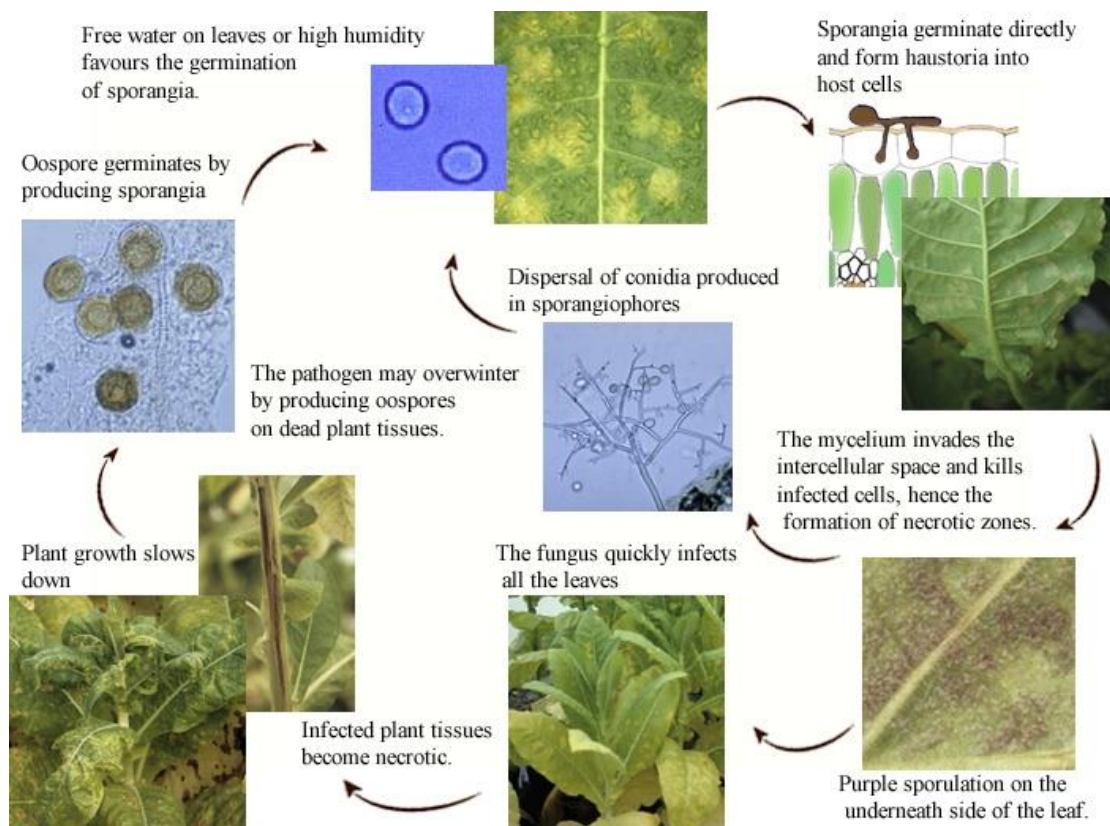 Free water on leaves or high humidity
favours the germination
of sporangia.
Sporangia germinate directly
and form haustoria into
host cells
Oospore germinates by
producing sporangia
Dispersal of conidia produced
in sporangiophores
The pathogen may overwinter
by producing oospores
on dead plant tissues.
The mycelium invades the
intercellular space and kills
infected cells, hence the
formation of necrotic zones.
Plant growth slows
down
The fungus quickly infects
all the leaves
Infected plant tissues
become necrotic.
Purple sporulation on the
underneath side of the leaf.